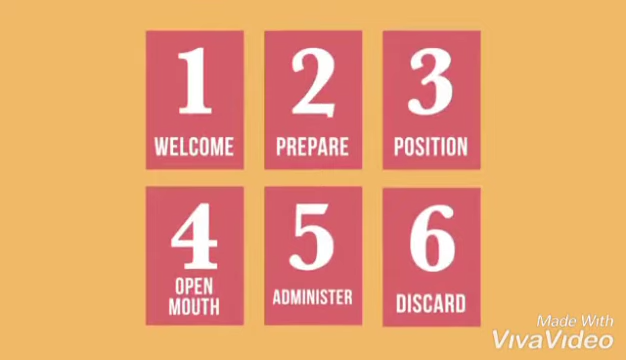 1
WELCOME
2
PREPARE
3
POSITION
4
OPEN
MOUTH
5
ADMINISTER
6
DISCARD
Made With
VivaVideo